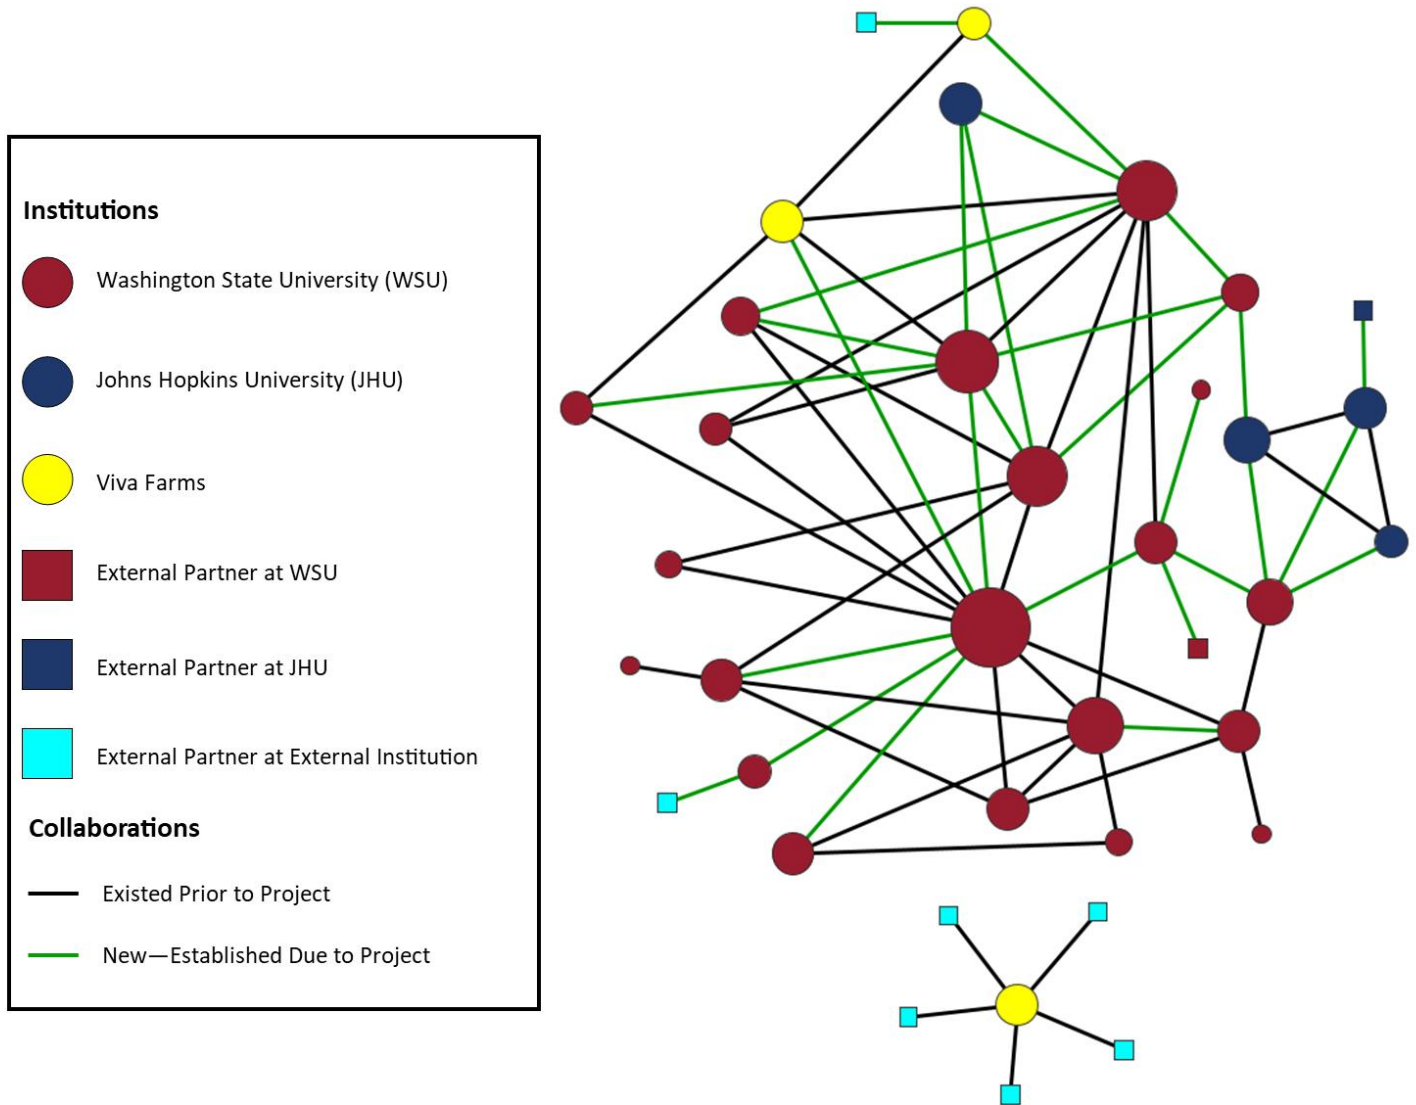 Institutions
Washington State University (WSU)
Johns Hopkins University (JHU)
Viva Farms
External Partner at WSU
External Partner at JHU
External Partner at External Institution
Collaborations
Existed Prior to Project
New—Established Due to Project